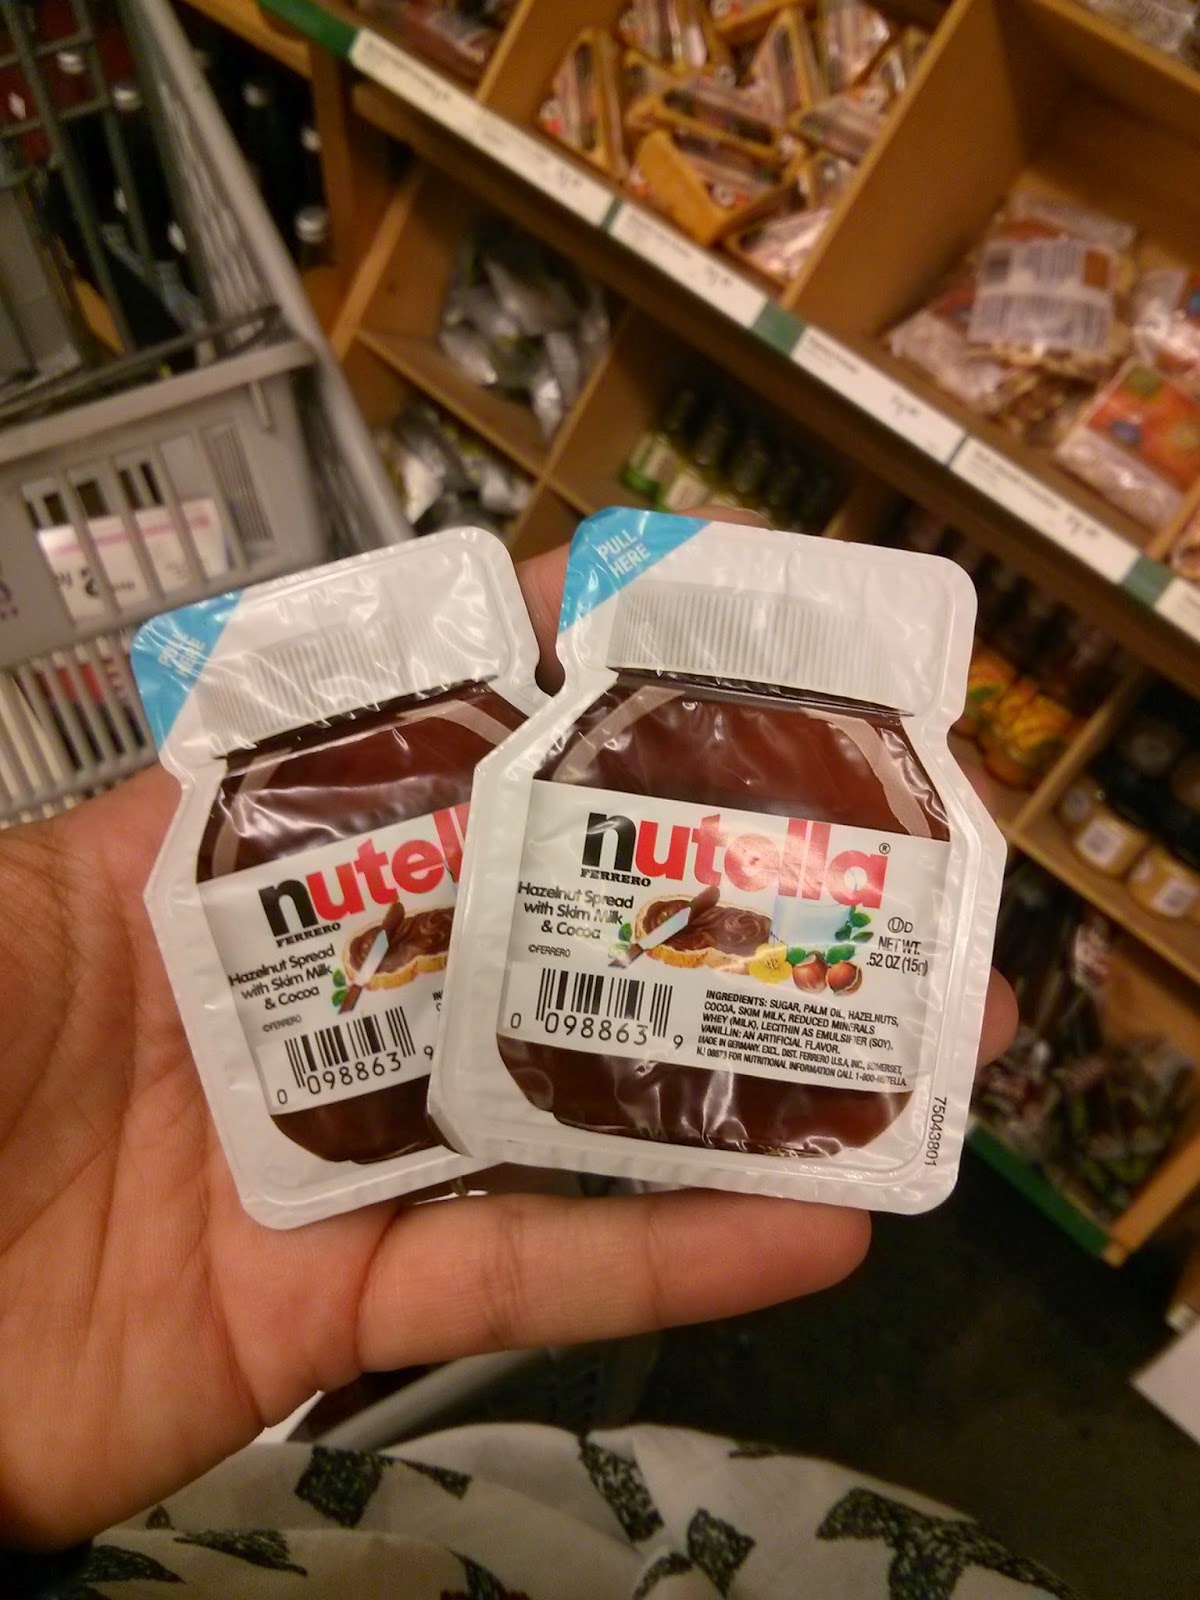 PULL
HERE
nute
FERRERO
Hazelnut Spread
with Skim Milk
& Cocoa
©FERRERO
0 098863 9
PULL
HERE
nutella®
FERRERO
Hazelnut Spread
with Skim Milk
& Cocoa
©FERRERO
U D
NET WT.
.52 OZ (15g)
0 098863 9
INGREDIENTS: SUGAR, PALM OIL, HAZELNUTS,
COCOA, SKIM MILK, REDUCED MINERALS
WHEY (MILK), LECITHIN AS EMULSIFIER (SOY),
VANILLIN: AN ARTIFICIAL FLAVOR.
MADE IN GERMANY. EXCL. DIST. FERRERO U.S.A, INC., SOMERSET,
NJ 08873 FOR NUTRITIONAL INFORMATION CALL 1-800-NUTELLA.
75043801